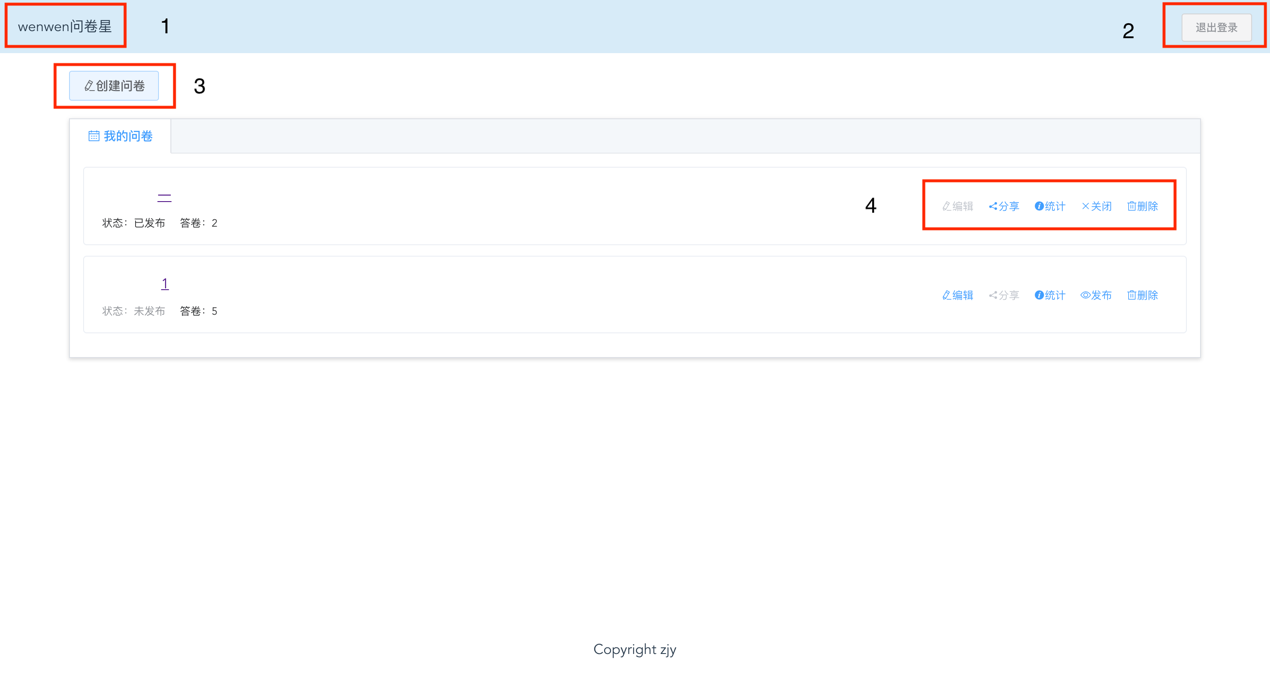 wenwen问卷星 1 2 退出登录
创建问卷 3
我的问卷
二
状态：已发布 答卷：2
4 编辑 分享 统计 关闭 删除
1
状态：未发布 答卷：5
编辑 分享 统计 发布 删除
Copyright zjy